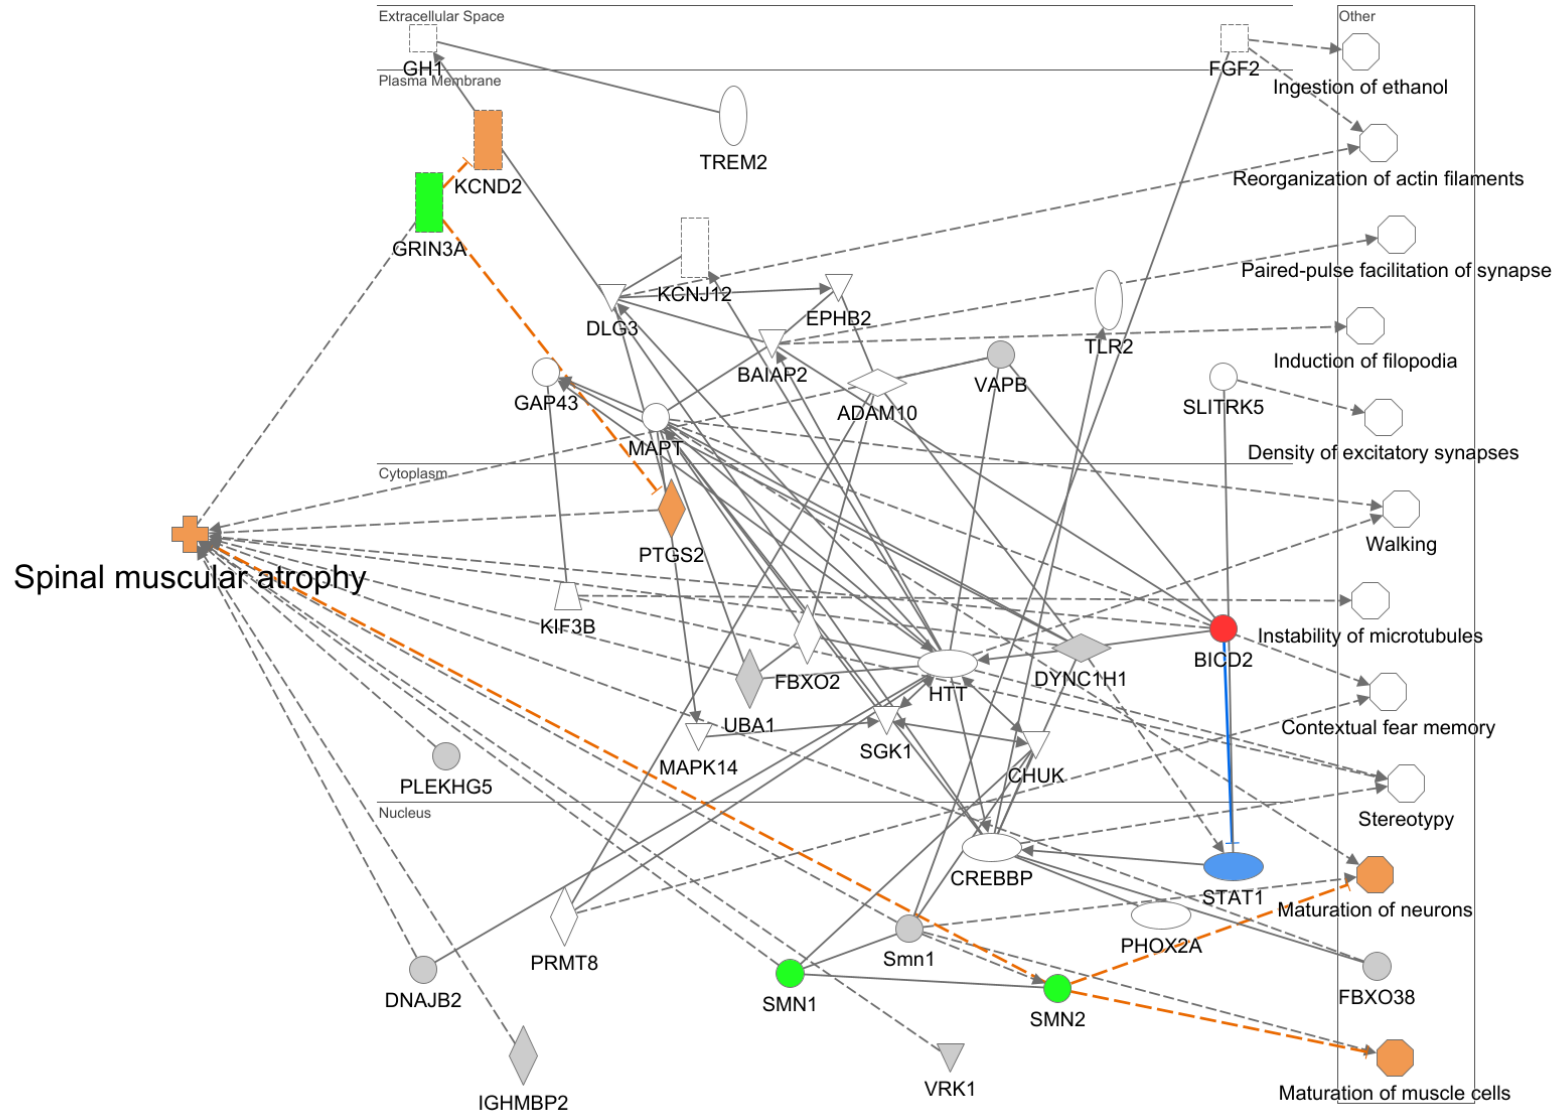 Extracellular Space
Other
GH1
FGF2
Plasma Membrane
Ingestion of ethanol
TREM2
KCND2
Reorganization of actin filaments
GRIN3A
Paired-pulse facilitation of synapse
KCNJ12
EPHB2
DLG3
TLR2
Induction of filopodia
BAIAP2
VAPB
GAP43
ADAM10
SLITRK5
MAPT
Density of excitatory synapses
Cytoplasm
Walking
PTGS2
Spinal muscular atrophy
KIF3B
Instability of microtubules
BICD2
FBXO2
DYNC1H1
HTT
UBA1
Contextual fear memory
SGK1
MAPK14
CHUK
PLEKHG5
Nucleus
Stereotypy
CREBBP
STAT1
Maturation of neurons
PHOX2A
Smn1
PRMT8
DNAJB2
SMN1
FBXO38
SMN2
VRK1
Maturation of muscle cells
IGHMBP2